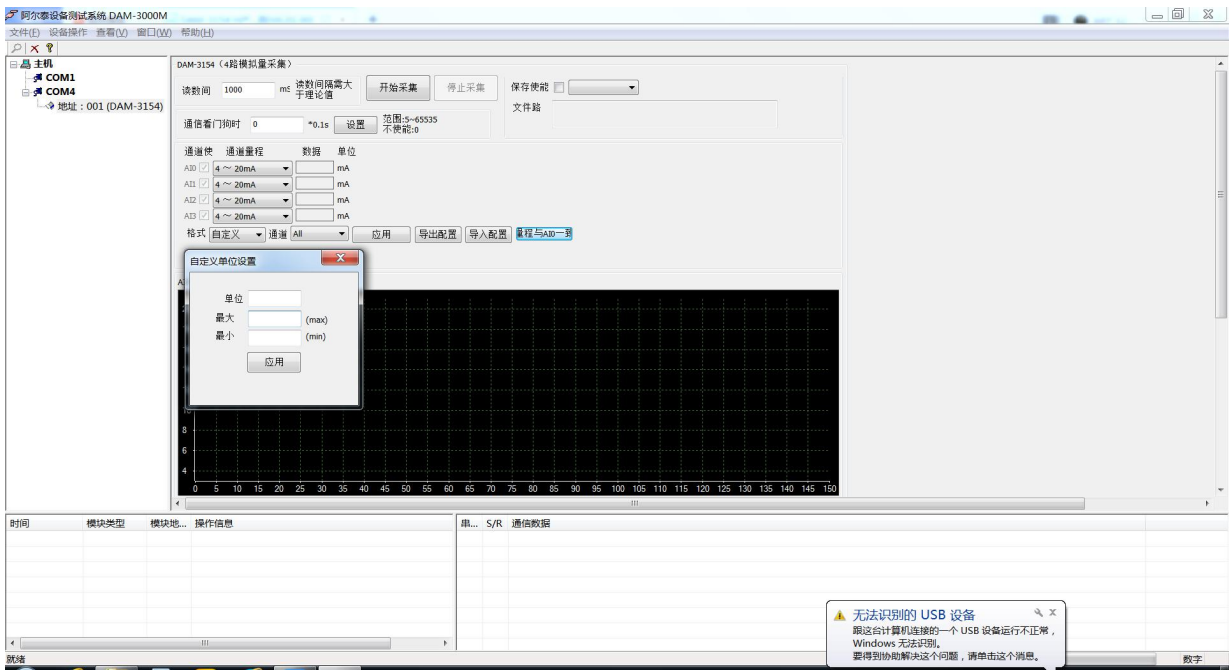 阿尔泰设备测试系统 DAM-3000M
文件(F) 设备操作 查看(V) 窗口(W) 帮助(H)
主机
COM1
COM4
地址：001 (DAM-3154)
DAM-3154（4路模拟量采集）
读数间 1000 ms 读数间隔需大
于理论值
开始采集 停止采集 保存使能
文件路
通信看门狗时 0 *0.1s 设置 范围:5~65535
不使能:0
通道使 通道量程 数据 单位
AI0 4 ～ 20mA mA
AI1 4 ～ 20mA mA
AI2 4 ～ 20mA mA
AI3 4 ～ 20mA mA
格式 自定义 通道 All 应用 导出配置 导入配置 量程与AI0一致
自定义单位设置
单位
最大 (max)
最小 (min)
应用
10
8
6
4
0 5 10 15 20 25 30 35 40 45 50 55 60 65 70 75 80 85 90 95 100 105 110 115 120 125 130 135 140 145 150
时间 模块类型 模块地... 操作信息
串... S/R 通信数据
无法识别的 USB 设备
跟这台计算机连接的一个 USB 设备运行不正常，
Windows 无法识别。
要得到协助解决这个问题，请单击这个消息。
就绪 数字